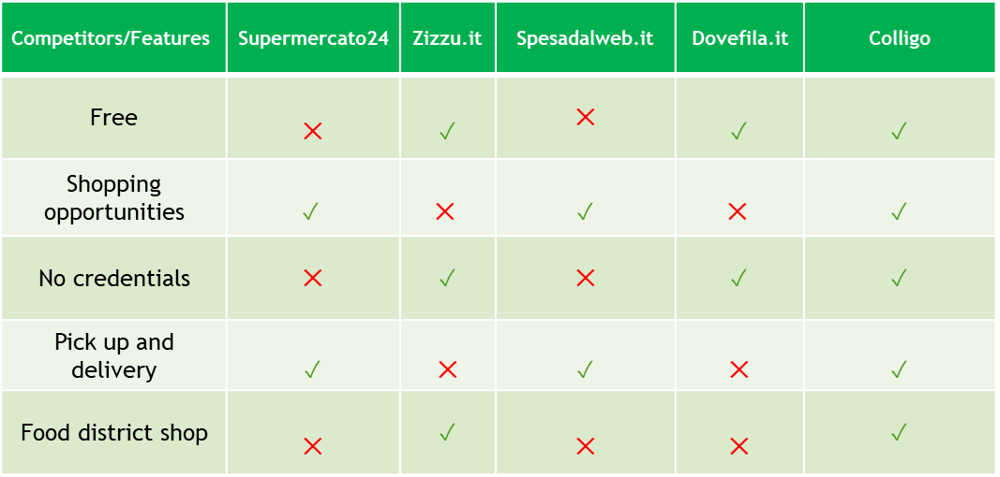 Competitors/Features Supermercato24 Zizzu.it Spesadalweb.it Dovefila.it Colligo
Free ✕ ✓ ✕ ✓ ✓
Shopping
opportunities ✓ ✕ ✓ ✕ ✓
No credentials ✕ ✓ ✕ ✓ ✓
Pick up and
delivery ✓ ✕ ✓ ✕ ✓
Food district shop ✕ ✓ ✕ ✕ ✓